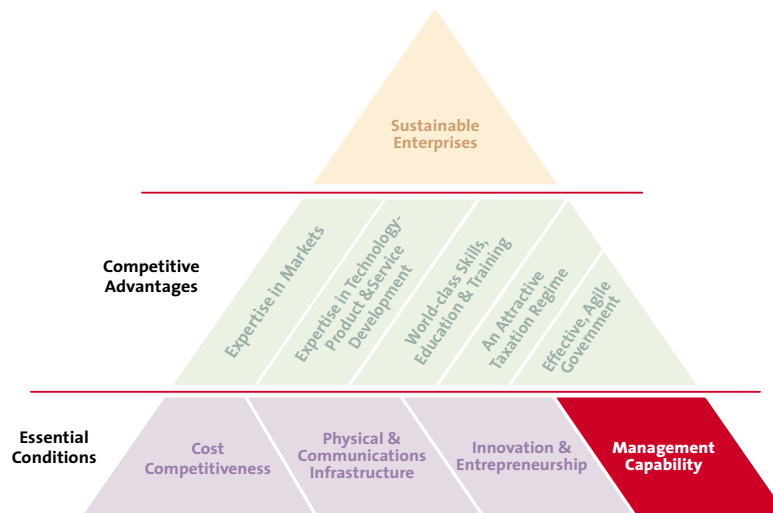 Sustainable
Enterprises
Competitive
Advantages
Expertise in Markets
Expertise in Technology-
Product &Service
Development
World-class Skills,
Education & Training
An Attractive
Taxation Regime
Effective, Agile
Government
Essential
Conditions
Cost
Competitiveness
Physical &
Communications
Infrastructure
Innovation &
Entrepreneurship
Management
Capability